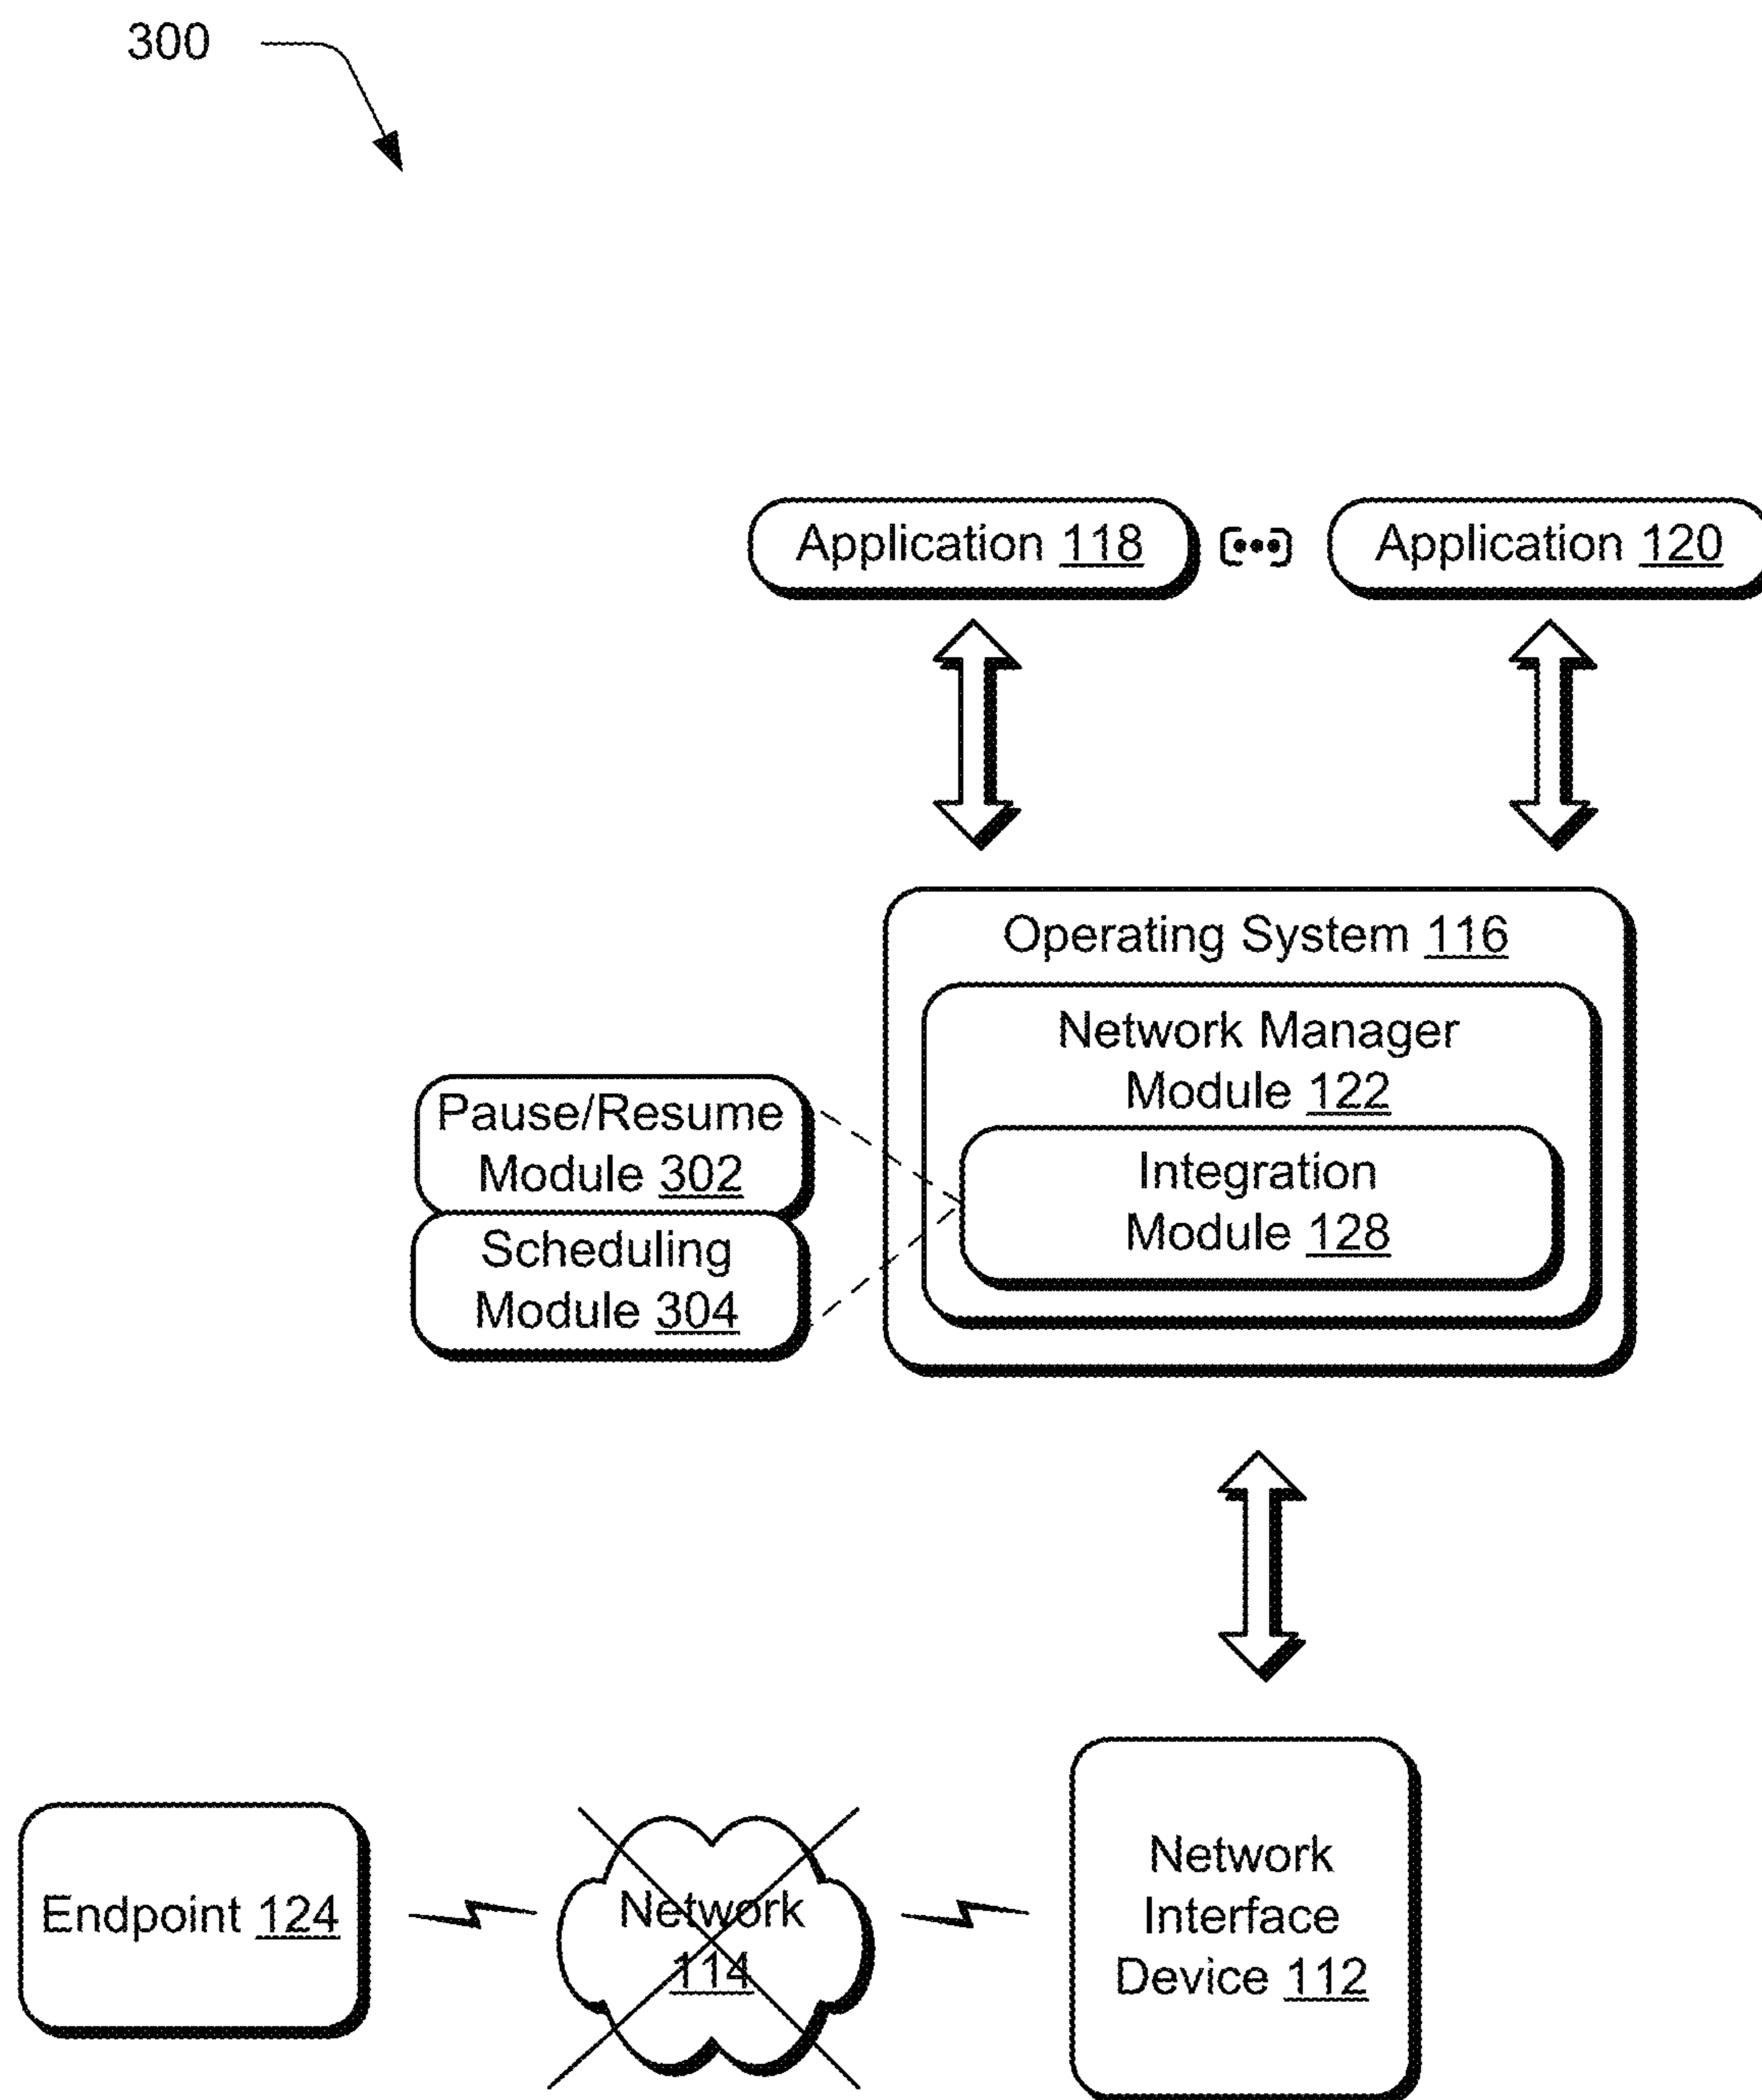 300
Application 118
Application 120
Operating System 116
Network Manager
Module 122
Pause/Resume
Module 302
Integration
Module 128
Scheduling
Module 304
Network
Interface
Device 112
Endpoint 124
Network
114